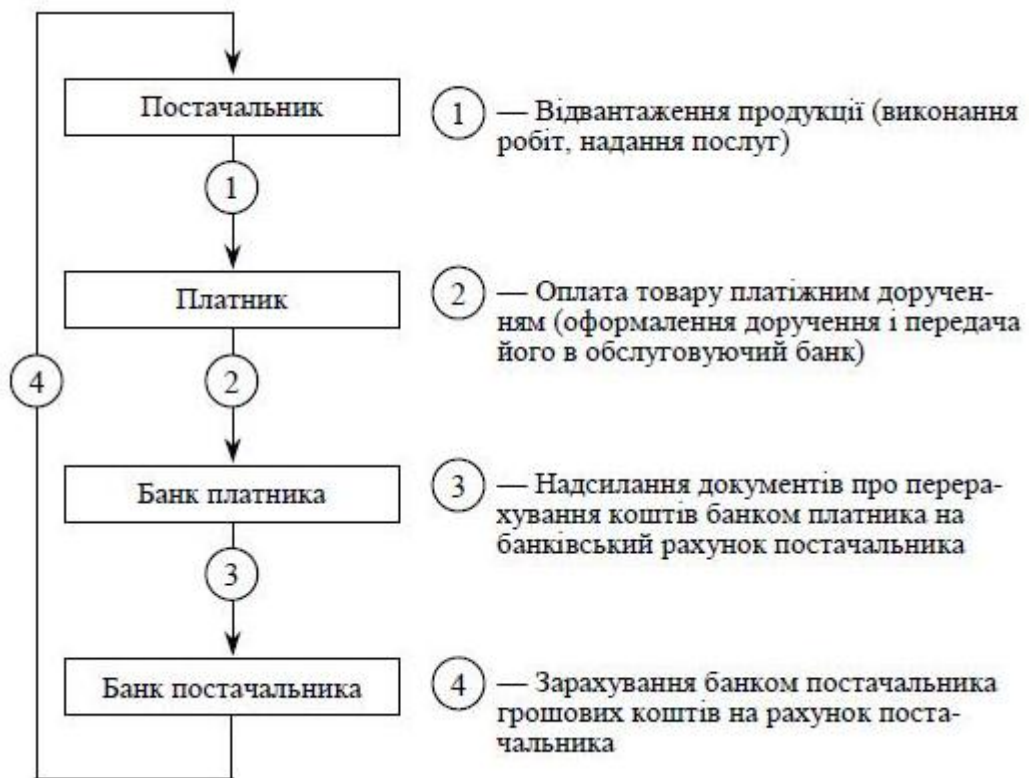 Постачальник
1 — Відвантаження продукції (виконання
робіт, надання послуг)
1
Платник
2 — Оплата товару платіжним доручен-
ням (оформалення доручення і передача
його в обслуговуючий банк)
4
2
Банк платника
3 — Надсилання документів про перера-
хування коштів банком платника на
банківський рахунок постачальника
3
Банк постачальника
4 — Зарахування банком постачальника
грошових коштів на рахунок поста-
чальника